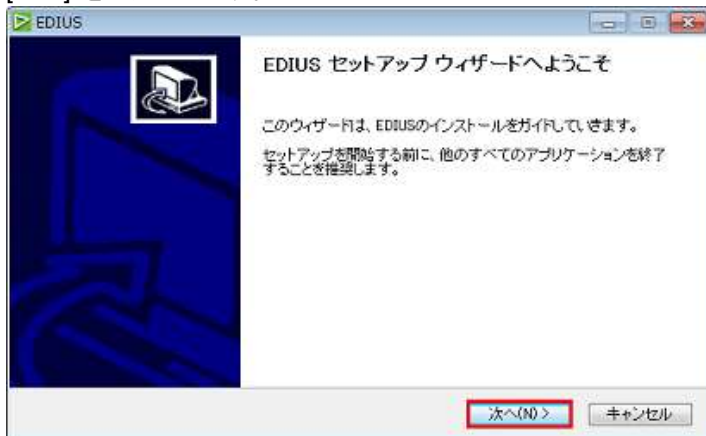 EDIUS
EDIUS セットアップ ウィザードへようこそ
このウィザードは、EDIUSのインストールをガイドしていきます。
セットアップを開始する前に、他のすべてのアプリケーションを終了
することを推奨します。
次へ(N) >
キャンセル